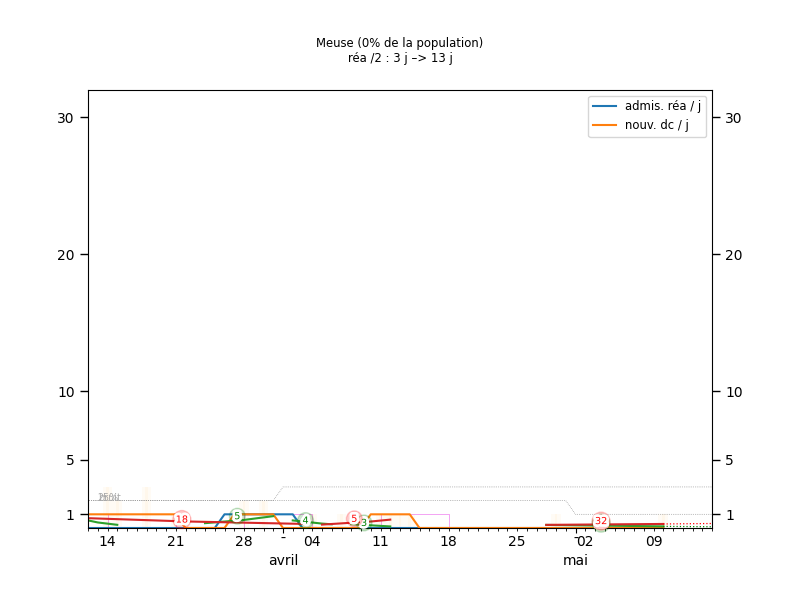 Meuse (0% de la population)
réa /2 : 3 j –> 13 j
admis. réa / j
nouv. dc / j
30 30
20 20
10 10
5 5
1 1
18 5 4 5 3 32
14 21 28 - 04 11 18 25 - 02 09
avril mai